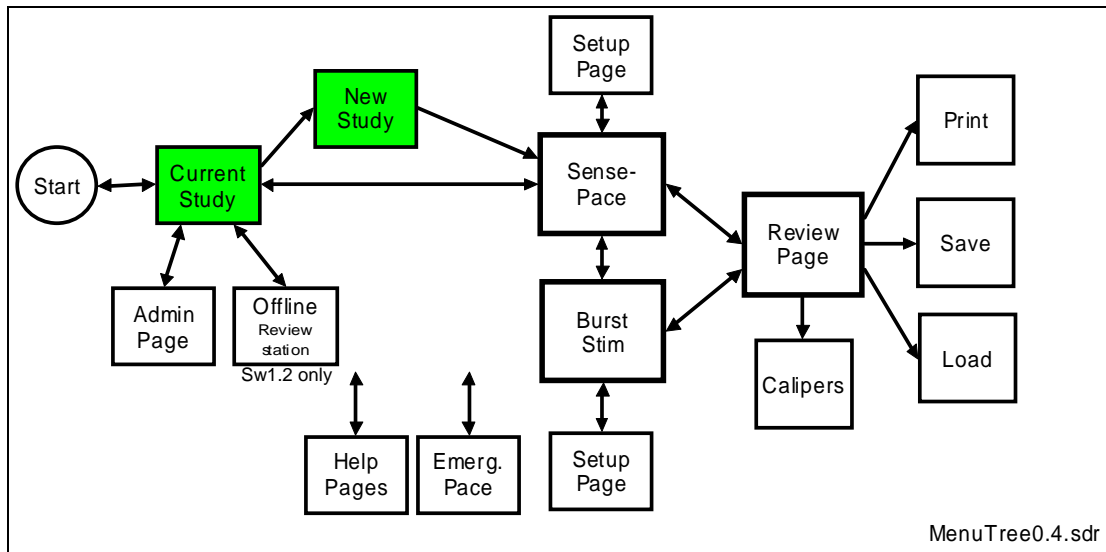 Setup
Page
New
Study
Print
Start
Current
Study
Sense-
Pace
Review
Page
Save
Admin
Page
Offline
Review
station
Sw1.2 only
Burst
Stim
Calipers
Load
Help
Pages
Emerg.
Pace
Setup
Page
MenuTree0.4.sdr